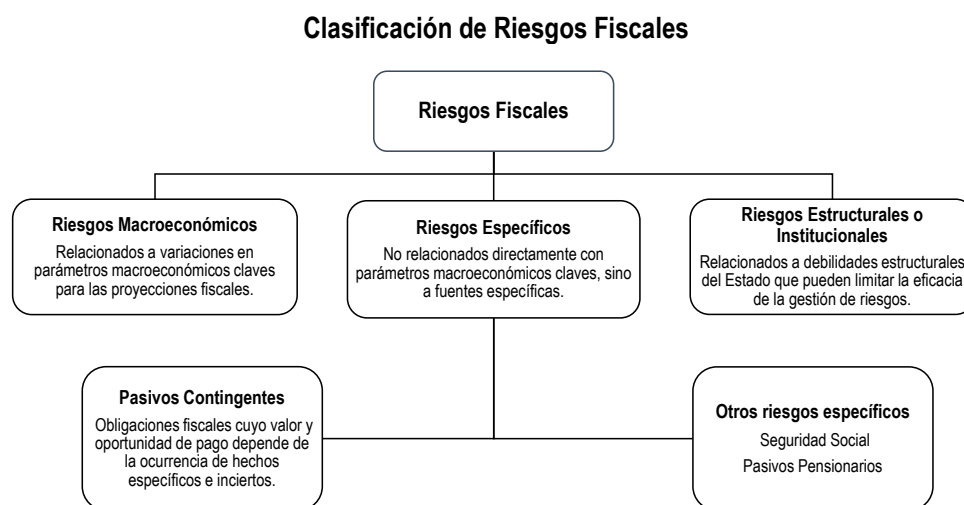 Clasificación de Riesgos Fiscales
Riesgos Fiscales
Riesgos Macroeconómicos
Relacionados a variaciones en
parámetros macroeconómicos claves
para las proyecciones fiscales.
Riesgos Específicos
No relacionados directamente con
parámetros macroeconómicos claves, sino
a fuentes específicas.
Riesgos Estructurales o
Institucionales
Relacionados a debilidades estructurales
del Estado que pueden limitar la eficacia
de la gestión de riesgos.
Pasivos Contingentes
Obligaciones fiscales cuyo valor y
oportunidad de pago depende de
la ocurrencia de hechos
específicos e inciertos.
Otros riesgos específicos
Seguridad Social
Pasivos Pensionarios